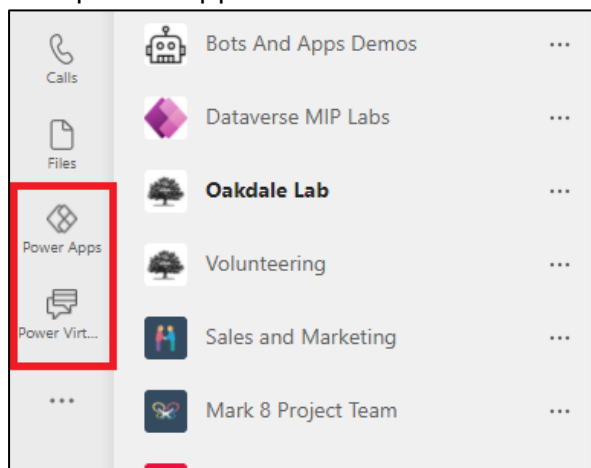 Calls
Files
Power Apps
Power Virt...
...
Bots And Apps Demos ...
Dataverse MIP Labs ...
Oakdale Lab ...
Volunteering ...
Sales and Marketing ...
Mark 8 Project Team ...